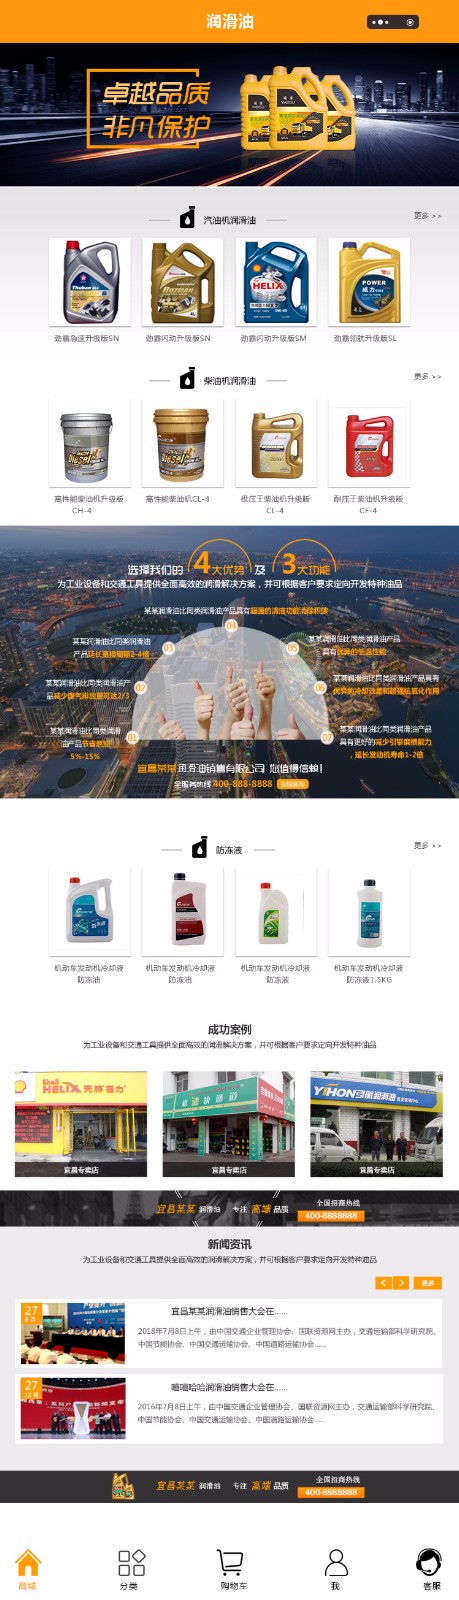 润滑油
卓越品质
非凡保护
汽油机润滑油
更多 >>
劲霸急速升级版SN
劲霸闪动升级版SN
劲霸闪动升级版SM
劲霸领航升级版SL
柴油机润滑油
更多 >>
高性能柴油机升级版
CH-4
高性能柴油机CL-4
极压王柴油机升级版
CL-4
耐压王柴油机升级版
CF-4
选择我们的 4大优势 及 3大功能
为工业设备和交通工具提供全面高效的润滑解决方案，并可根据客户要求定向开发特种油品
某某润滑油比同类润滑油产品具有超强的清洁功能消除积碳
04
某某润滑油比同类润滑油
产品延长量换期限2-4倍
03
05
某某润滑油比同类润滑油产品
具有优异的低温性能
某某润滑油比同类润滑油产
品减少废气排放量可达2/3
02
06
某某润滑油比同类润滑油产品具有
优异的冷却效果和超强抗氧化作用
某某润滑油比同类润滑
油产品节省燃油
5%-15%
01
07
某某润滑油比同类润滑油产品
具有更好的减少引擎磨损能力
，延长发动机寿命1-2倍
宜昌某某润滑油销售有限公司 您值得信赖！
全国服务热线 400-888-8888 在线咨询
防冻液
更多 >>
机动车发动机冷却液
防冻油
机动车发动机冷却液
防冻油
机动车发动机冷却液
防冻液
机动车发动机冷却液
防冻液1.5KG
成功案例
为工业设备和交通工具提供全面高效的润滑解决方案，并可根据客户要求定向开发特种油品
Shell
HELIX 壳牌喜力
YIHON
宜昌专卖店
宜昌专卖店
宜昌专卖店
宜昌某某 润滑油 专注 高端 品质
全国招商热线
400-8888888
新闻资讯
为工业设备和交通工具提供全面高效的润滑解决方案，并可根据客户要求定向开发特种油品
< > 更多
27
6 月
宜昌某某润滑油销售大会在......
2018年7月8日上午，由中国交通企业管理协会、国联资源网主办，交通运输部科学研究院、
中国节能协会、中国交通运输协会、中国道路运输协会......
27
12 月
嘻嘻哈哈润滑油销售大会在......
2016年7月8日上午，由中国交通企业管理协会、国联资源网主办，交通运输部科学研究院、
中国节能协会、中国交通运输协会、中国道路运输协会......
宜昌某某 润滑油 专注 高端 品质
全国招商热线
400-8888888
商城
分类
购物车
我
客服